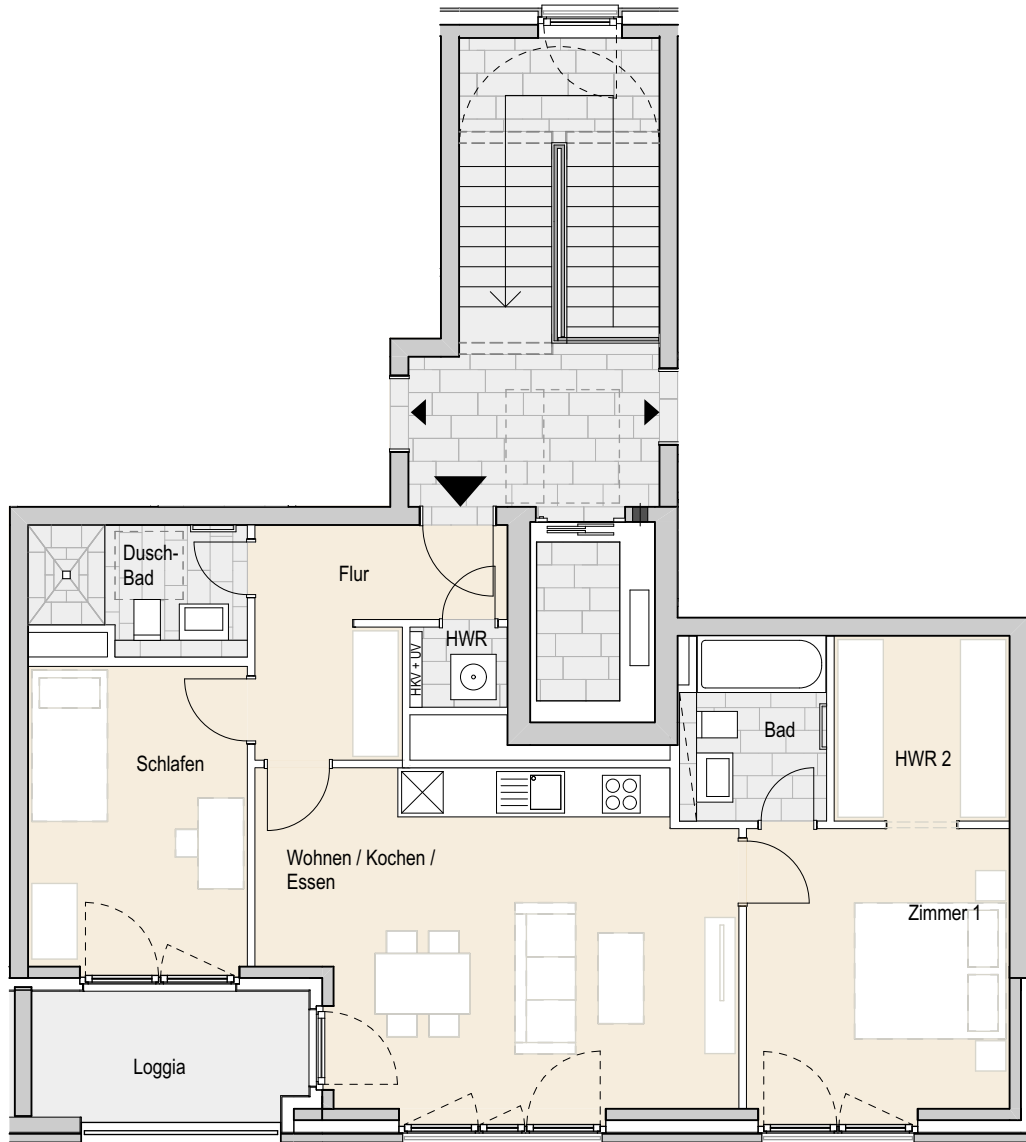 Dusch-
Bad
Flur
HWR
HKV + UV
Bad
HWR 2
Schlafen
Wohnen / Kochen /
Essen
Zimmer 1
Loggia